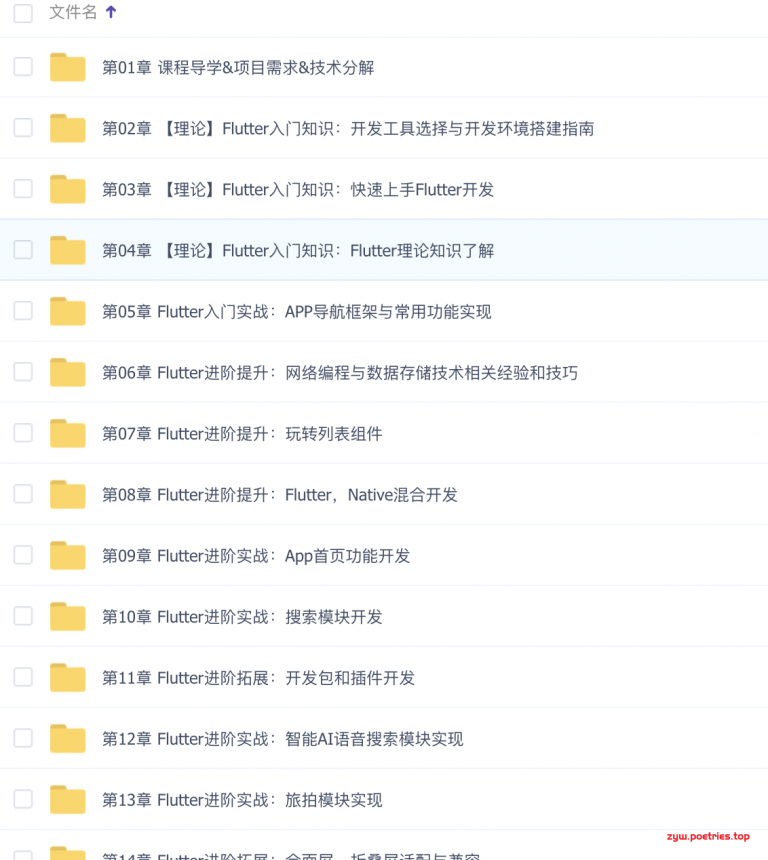 文件名
第01章 课程导学&项目需求&技术分解
第02章 【理论】Flutter入门知识：开发工具选择与开发环境搭建指南
第03章 【理论】Flutter入门知识：快速上手Flutter开发
第04章 【理论】Flutter入门知识：Flutter理论知识了解
第05章 Flutter入门实战：APP导航框架与常用功能实现
第06章 Flutter进阶提升：网络编程与数据存储技术相关经验和技巧
第07章 Flutter进阶提升：玩转列表组件
第08章 Flutter进阶提升：Flutter，Native混合开发
第09章 Flutter进阶实战：App首页功能开发
第10章 Flutter进阶实战：搜索模块开发
第11章 Flutter进阶拓展：开发包和插件开发
第12章 Flutter进阶实战：智能AI语音搜索模块实现
第13章 Flutter进阶实战：旅拍模块实现
zyw.poetries.top
第14章 Flutter进阶拓展：全面屏、折叠屏适配与兼容